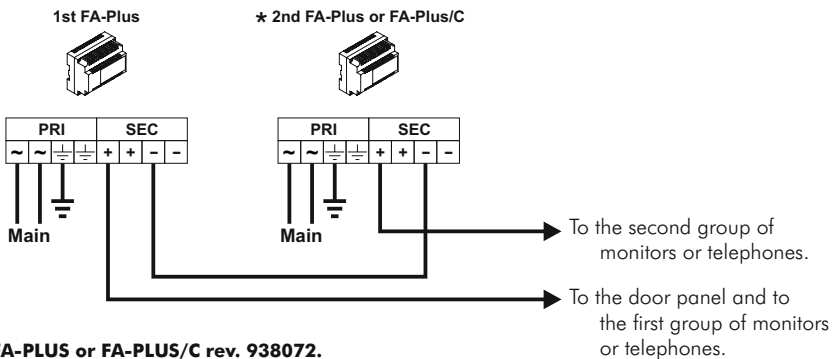 1st FA-Plus
* 2nd FA-Plus or FA-Plus/C
PRI SEC
~ ~ + + – –
PRI SEC
~ ~ + + – –
Main
Main
To the second group of
monitors or telephones.
To the door panel and to
the first group of monitors
or telephones.
FA-PLUS or FA-PLUS/C rev. 938072.